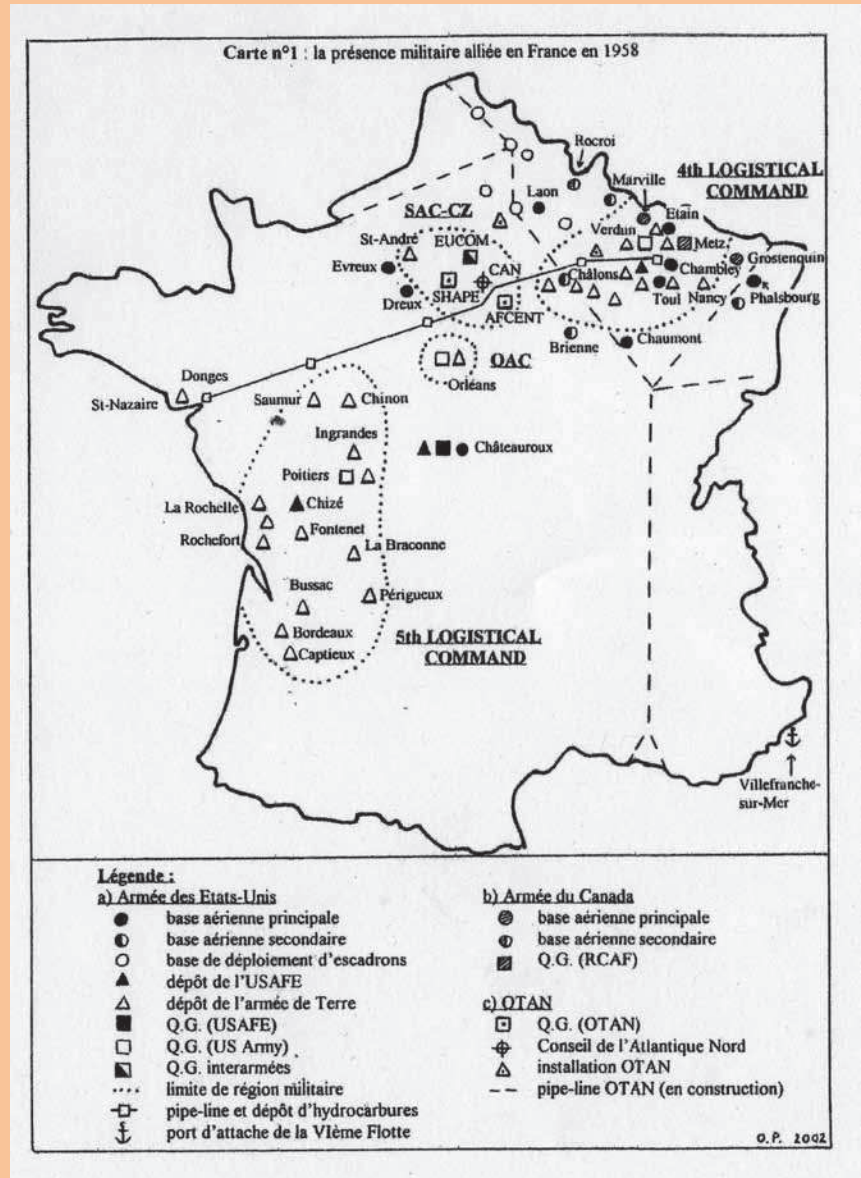 Carte n°1 : la présence militaire alliée en France en 1958
Rocroi
4th LOGISTICAL
COMMAND
Marville
Laon
Etain
SAC-CZ
Verdun
St-André
EUCOM
Metz
Grostenquin
Evreux
CAN
Châlons
Chambley
SHAPE
Dreux
Toul
Nancy
Phalsbourg
AFCENT
Brienne
Chaumont
OAC
Orléans
Donges
St-Nazaire
Saumur
Chinon
Ingrandes
Châteauroux
Poitiers
La Rochelle
Chizé
Fontenet
Rochefort
La Braconne
Bussac
Périgueux
Bordeaux
5th LOGISTICAL
COMMAND
Captieux
Villefranche-
sur-Mer
Légende :
a) Armée des Etats-Unis
base aérienne principale
base aérienne secondaire
base de déploiement d'escadrons
dépôt de l'USAFE
dépôt de l'armée de Terre
Q.G. (USAFE)
Q.G. (US Army)
Q.G. interarmées
limite de région militaire
pipe-line et dépôt d'hydrocarbures
port d'attache de la VIème Flotte
b) Armée du Canada
base aérienne principale
base aérienne secondaire
Q.G. (RCAF)
c) OTAN
Q.G. (OTAN)
Conseil de l'Atlantique Nord
installation OTAN
pipe-line OTAN (en construction)
O.P. 2002